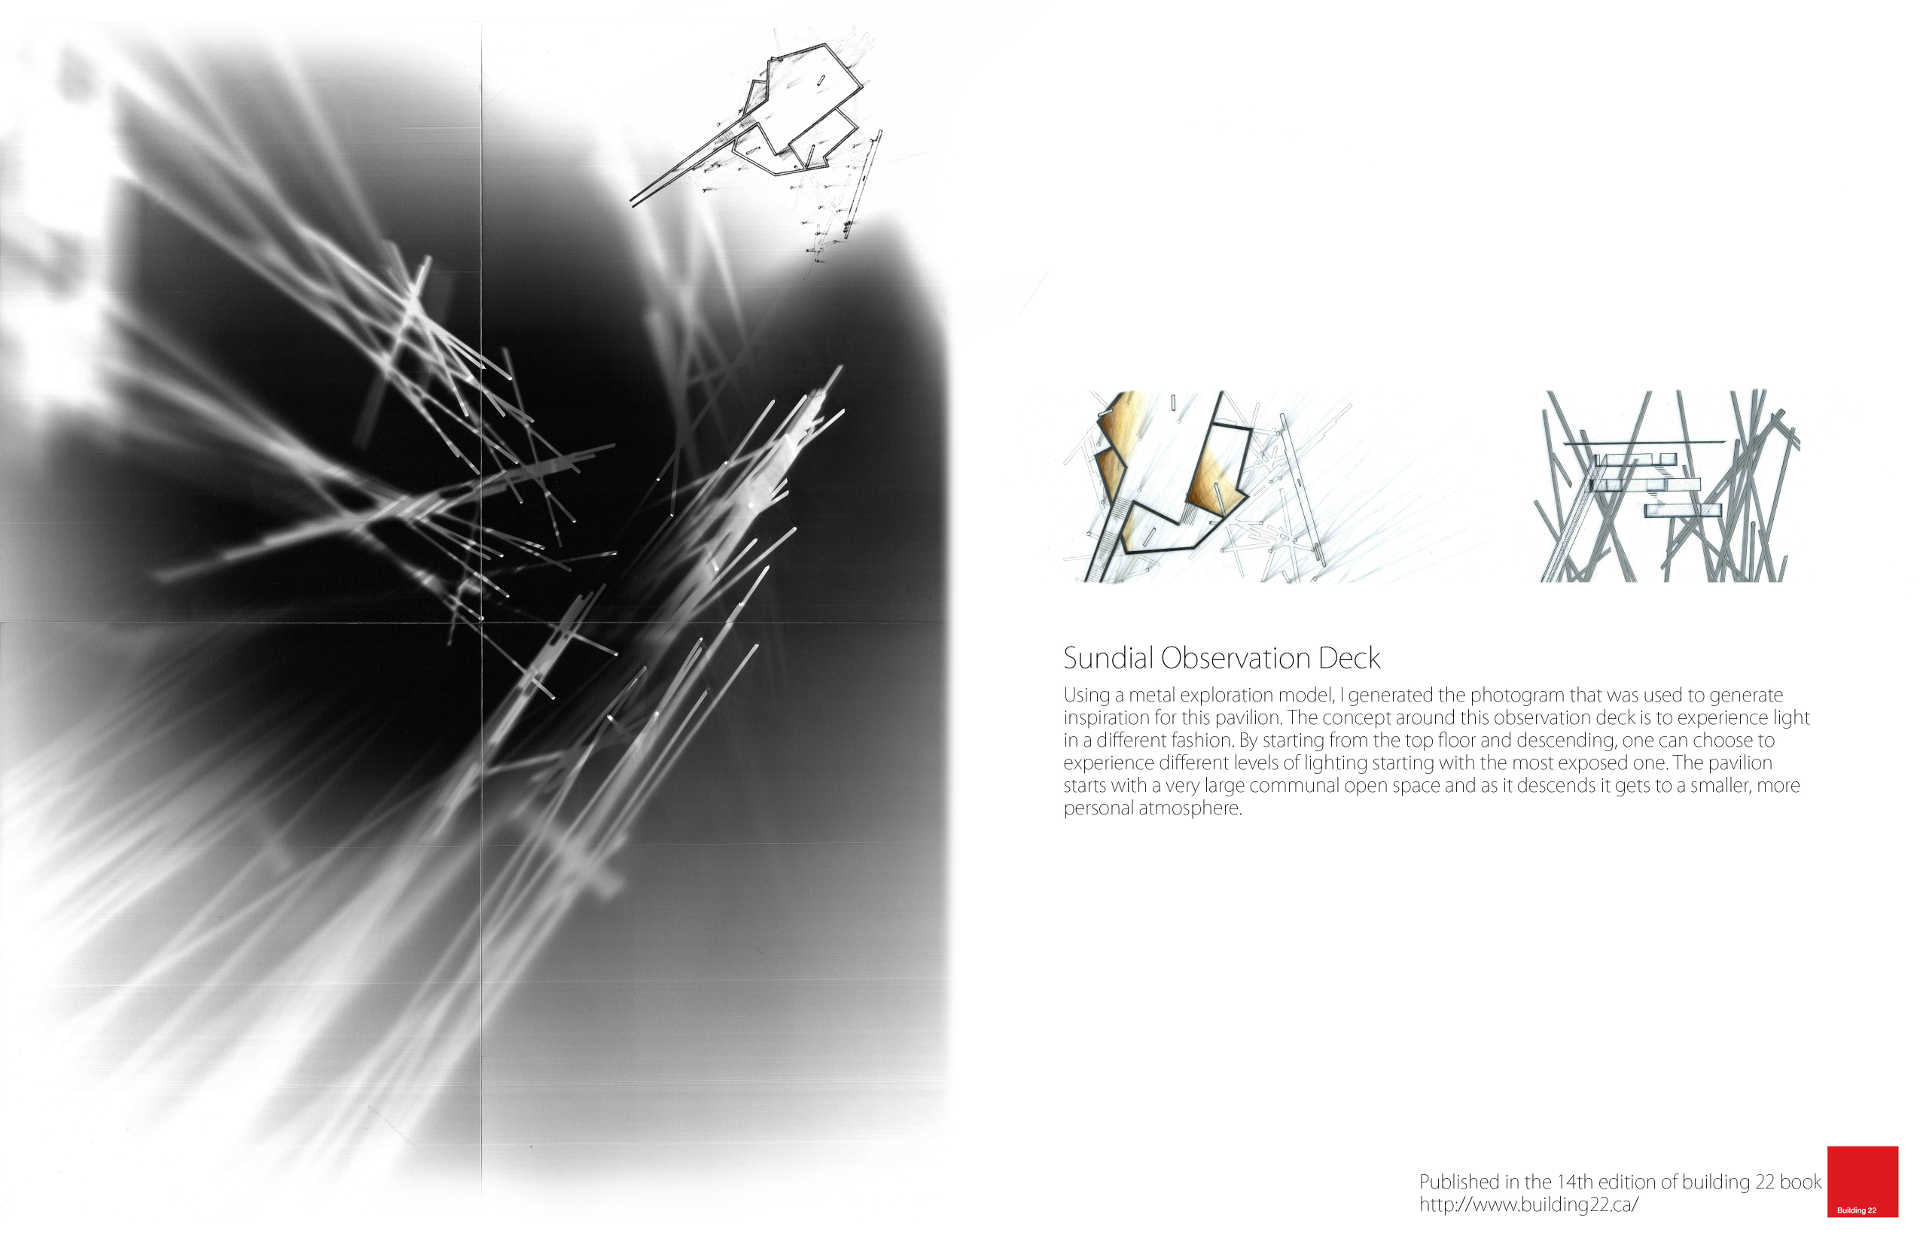 Sundial Observation Deck
Using a metal exploration model, I generated the photogram that was used to generate
inspiration for this pavilion. The concept around this observation deck is to experience light
in a different fashion. By starting from the top floor and descending, one can choose to
experience different levels of lighting starting with the most exposed one. The pavilion
starts with a very large communal open space and as it descends it gets to a smaller, more
personal atmosphere.
Published in the 14th edition of building 22 book
http://www.building22.ca/
Building 22